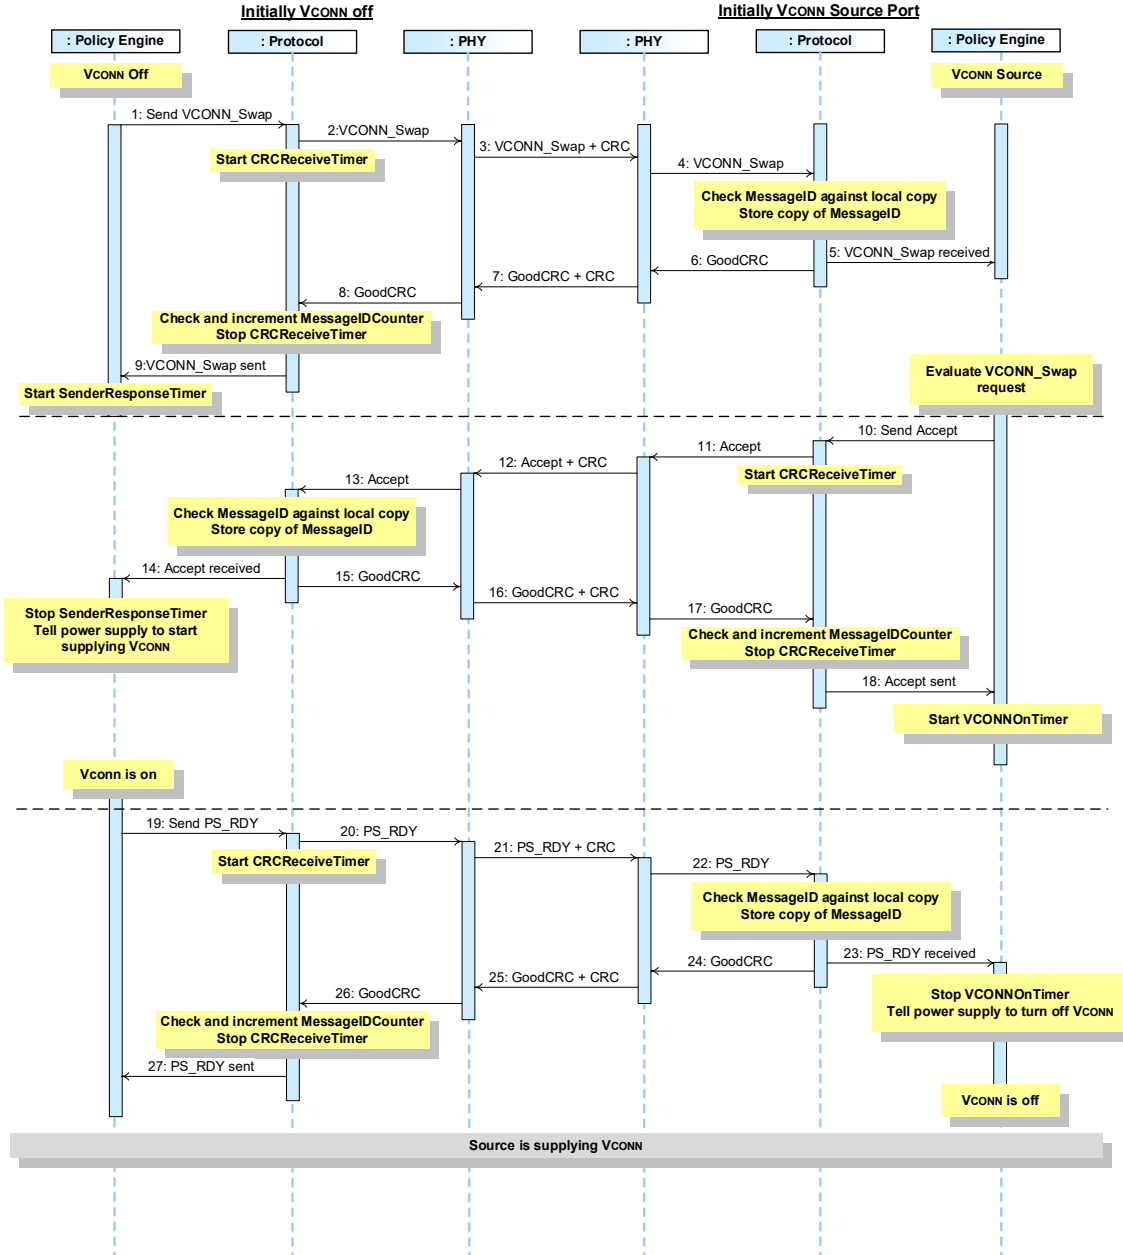 Initially VCONN off
Initially VCONN Source Port
: Policy Engine
: Protocol
: PHY
: PHY
: Protocol
: Policy Engine
VCONN Off
VCONN Source
1: Send VCONN_Swap
2:VCONN_Swap
Start CRCReceiveTimer
3: VCONN_Swap + CRC
4: VCONN_Swap
Check MessageID against local copy
Store copy of MessageID
5: VCONN_Swap received
6: GoodCRC
7: GoodCRC + CRC
8: GoodCRC
Check and increment MessageIDCounter
Stop CRCReceiveTimer
9:VCONN_Swap sent
Start SenderResponseTimer
Evaluate VCONN_Swap
request
10: Send Accept
11: Accept
Start CRCReceiveTimer
12: Accept + CRC
13: Accept
Check MessageID against local copy
Store copy of MessageID
14: Accept received
15: GoodCRC
Stop SenderResponseTimer
Tell power supply to start
supplying VCONN
16: GoodCRC + CRC
17: GoodCRC
Check and increment MessageIDCounter
Stop CRCReceiveTimer
18: Accept sent
Start VCONNOnTimer
Vconn is on
19: Send PS_RDY
20: PS_RDY
Start CRCReceiveTimer
21: PS_RDY + CRC
22: PS_RDY
Check MessageID against local copy
Store copy of MessageID
23: PS_RDY received
24: GoodCRC
25: GoodCRC + CRC
26: GoodCRC
Stop VCONNOnTimer
Tell power supply to turn off VCONN
Check and increment MessageIDCounter
Stop CRCReceiveTimer
27: PS_RDY sent
VCONN is off
Source is supplying VCONN